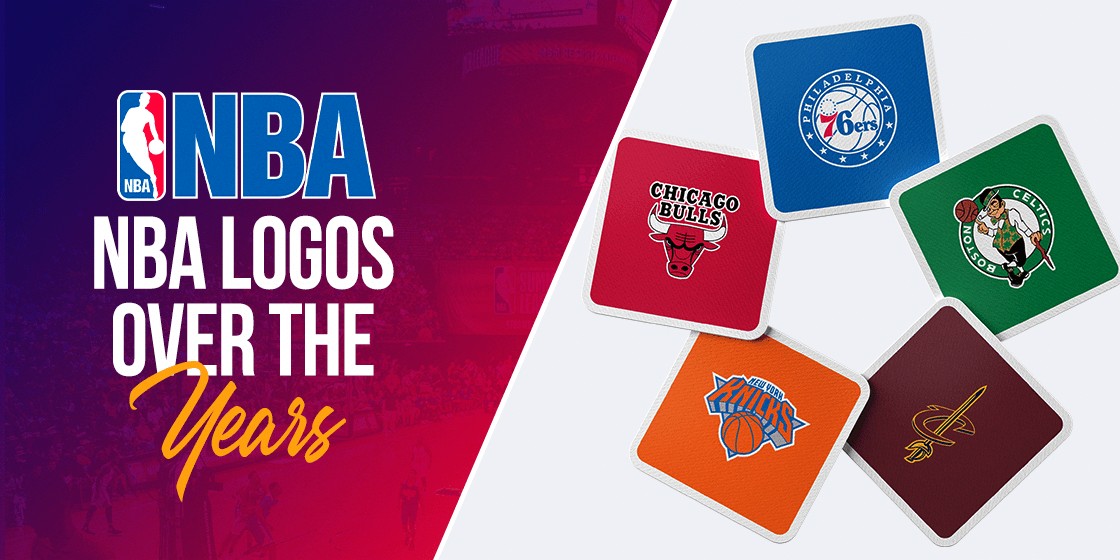 NBA
NBA
NBA LOGOS
OVER THE
Years
PHILADELPHIA
76ers
CHICAGO
BULLS
BOSTON
CELTICS
NEW YORK
KNICKS
C